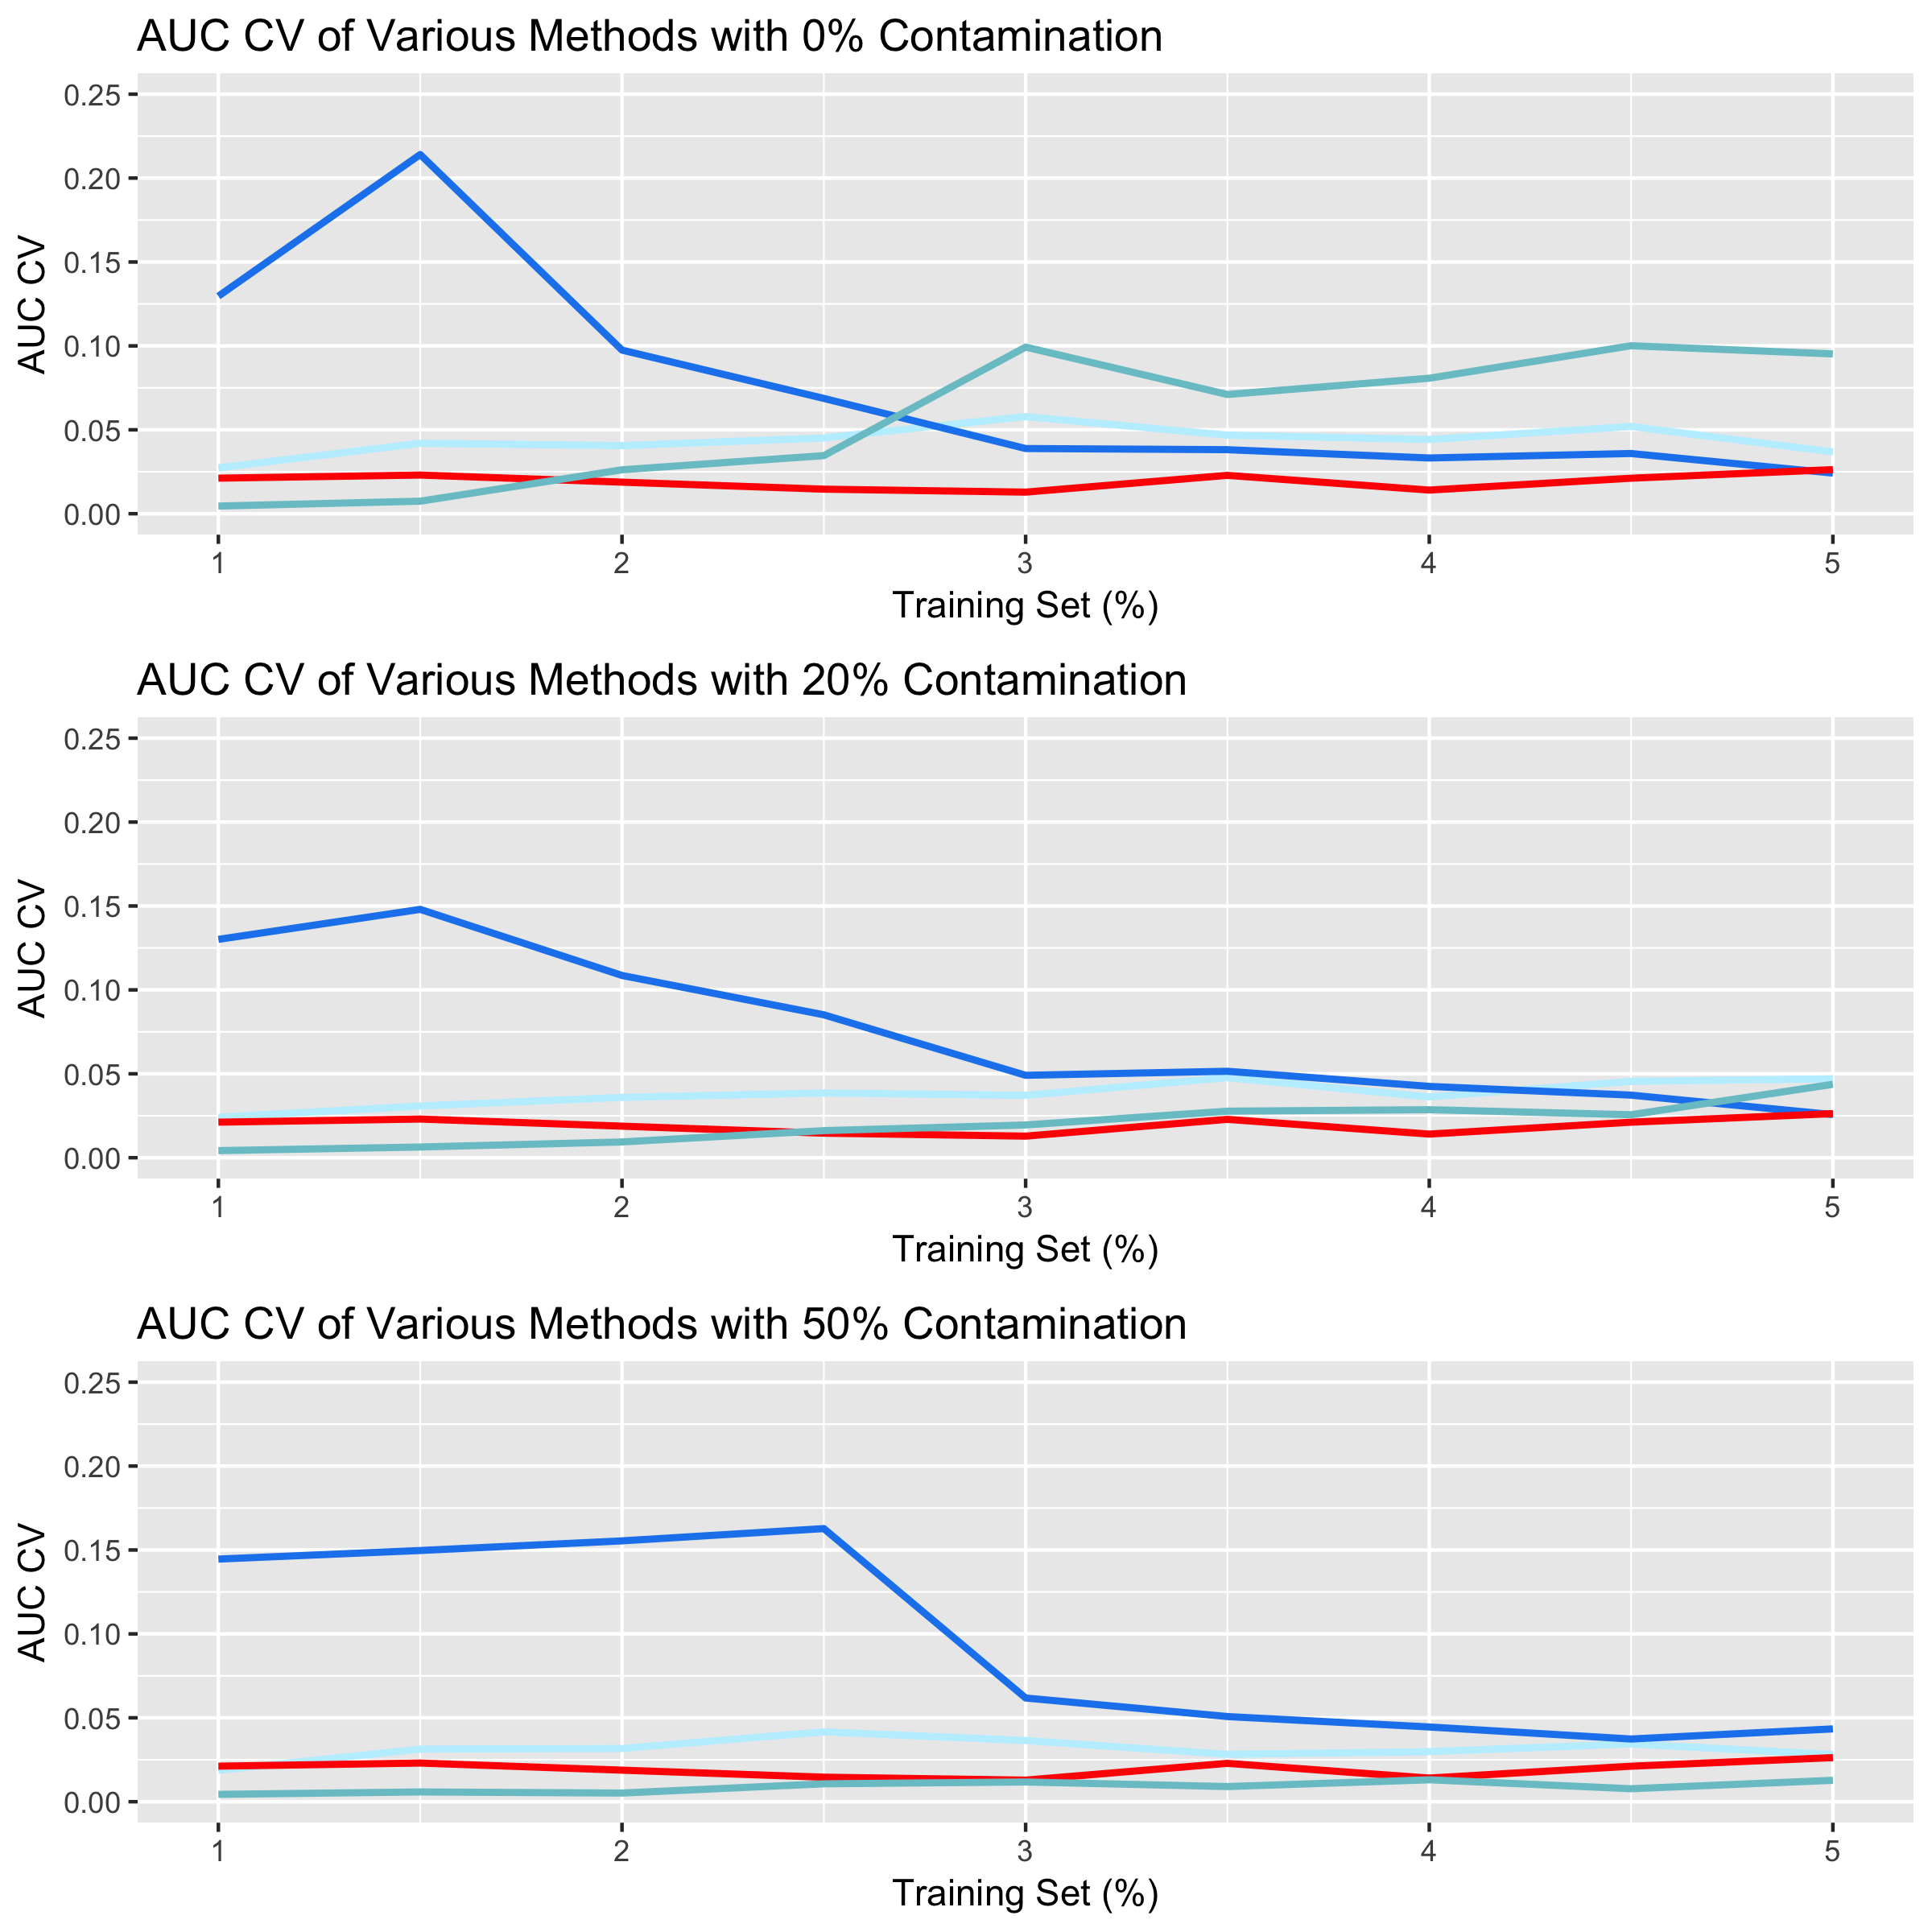 AUC CV of Various Methods with 0% Contamination
0.25
0.20
0.15
0.10
0.05
0.00
AUC CV
1 2 3 4 5
Training Set (%)
AUC CV of Various Methods with 20% Contamination
0.25
0.20
0.15
0.10
0.05
0.00
AUC CV
1 2 3 4 5
Training Set (%)
AUC CV of Various Methods with 50% Contamination
0.25
0.20
0.15
0.10
0.05
0.00
AUC CV
1 2 3 4 5
Training Set (%)